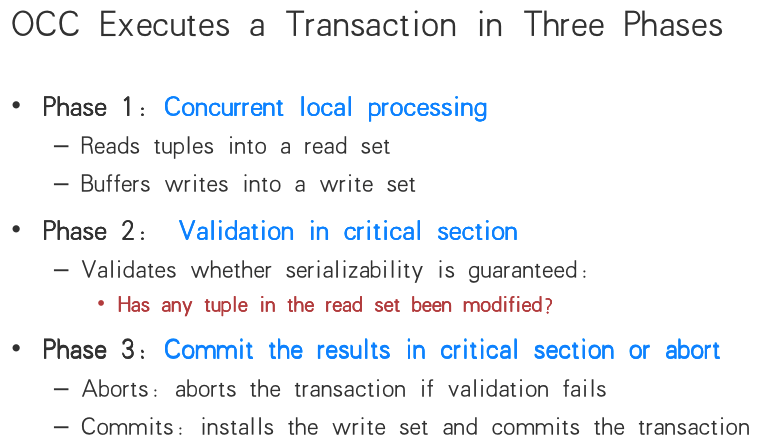 OCC Executes a Transaction in Three Phases
• Phase 1: Concurrent local processing
– Reads tuples into a read set
– Buffers writes into a write set
• Phase 2: Validation in critical section
– Validates whether serializability is guaranteed:
• Has any tuple in the read set been modified?
• Phase 3: Commit the results in critical section or abort
– Aborts: aborts the transaction if validation fails
– Commits: installs the write set and commits the transaction